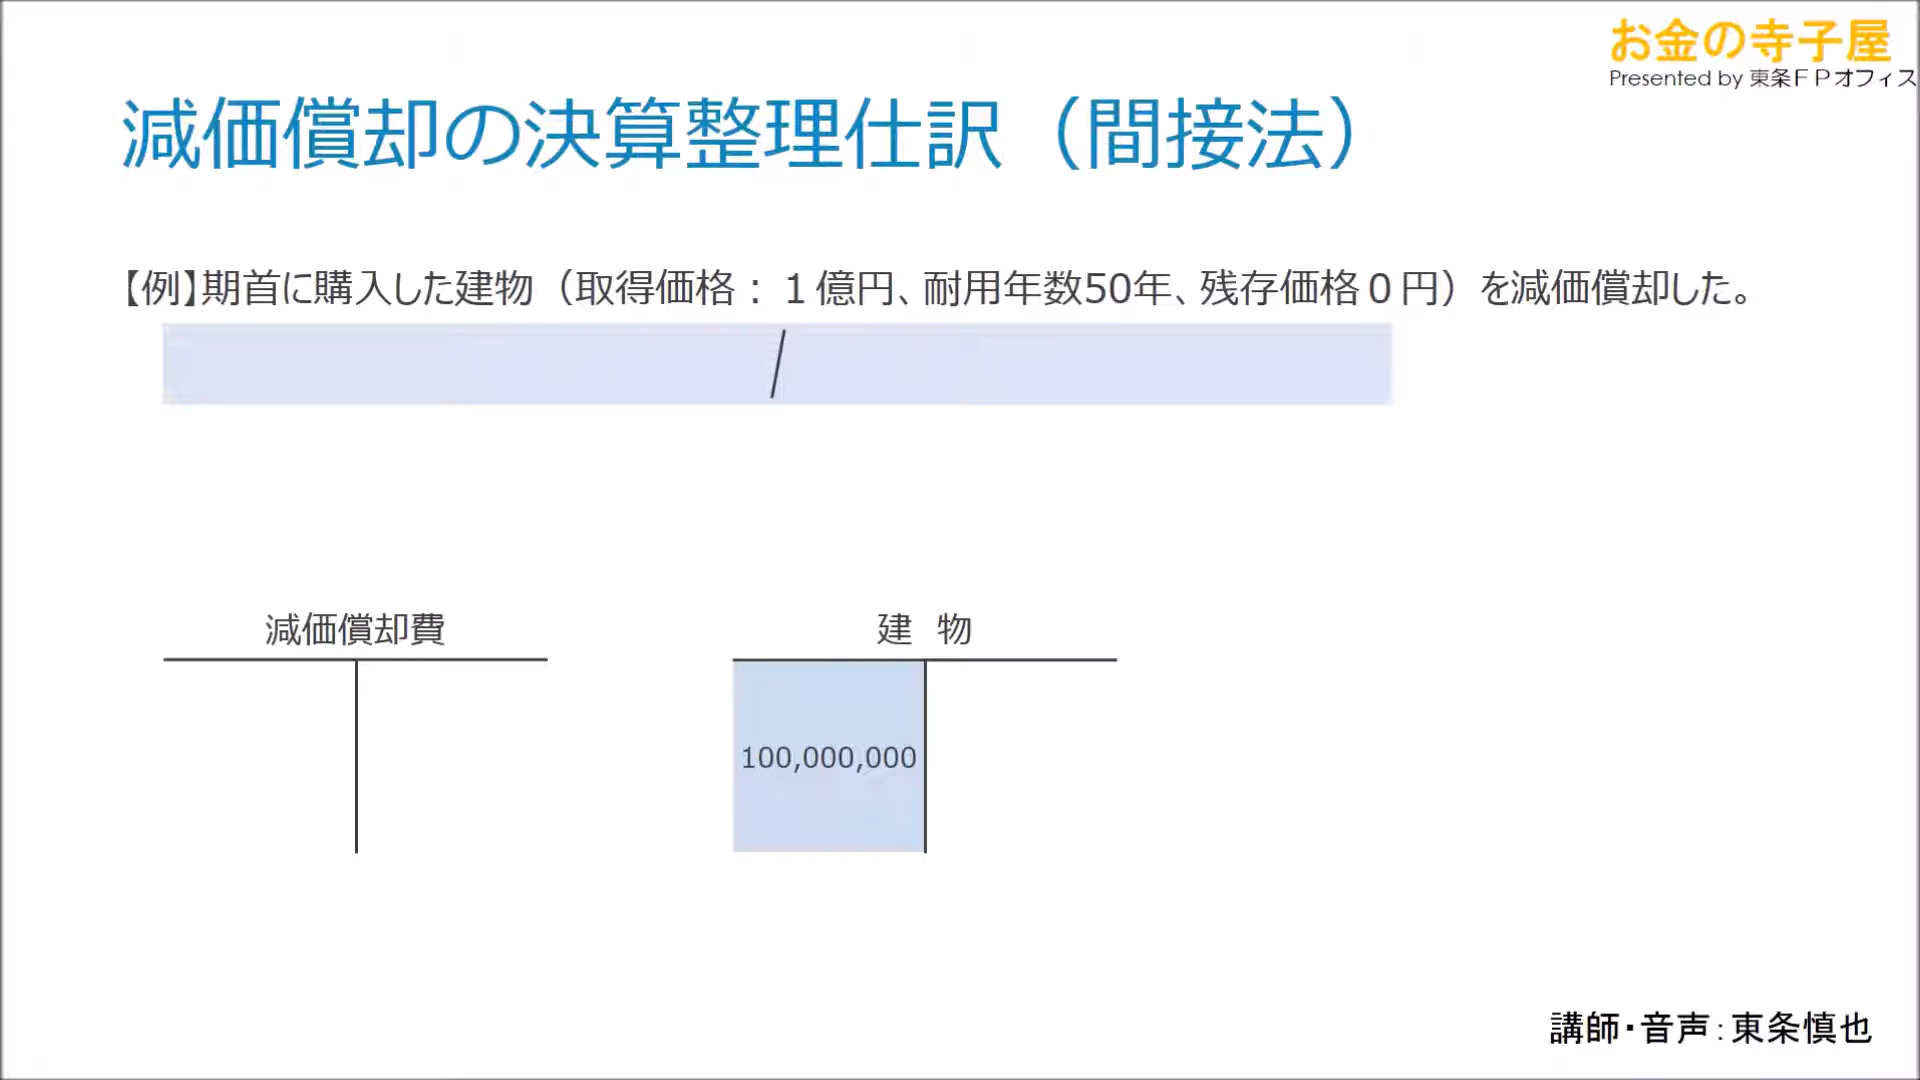 お金の寺子屋
Presented by 東条ＦＰオフィス
減価償却の決算整理仕訳（間接法）
【例】期首に購入した建物（取得価格：１億円、耐用年数50年、残存価格０円）を減価償却した。
/
減価償却費
建　物
100,000,000
講師・音声：東条慎也